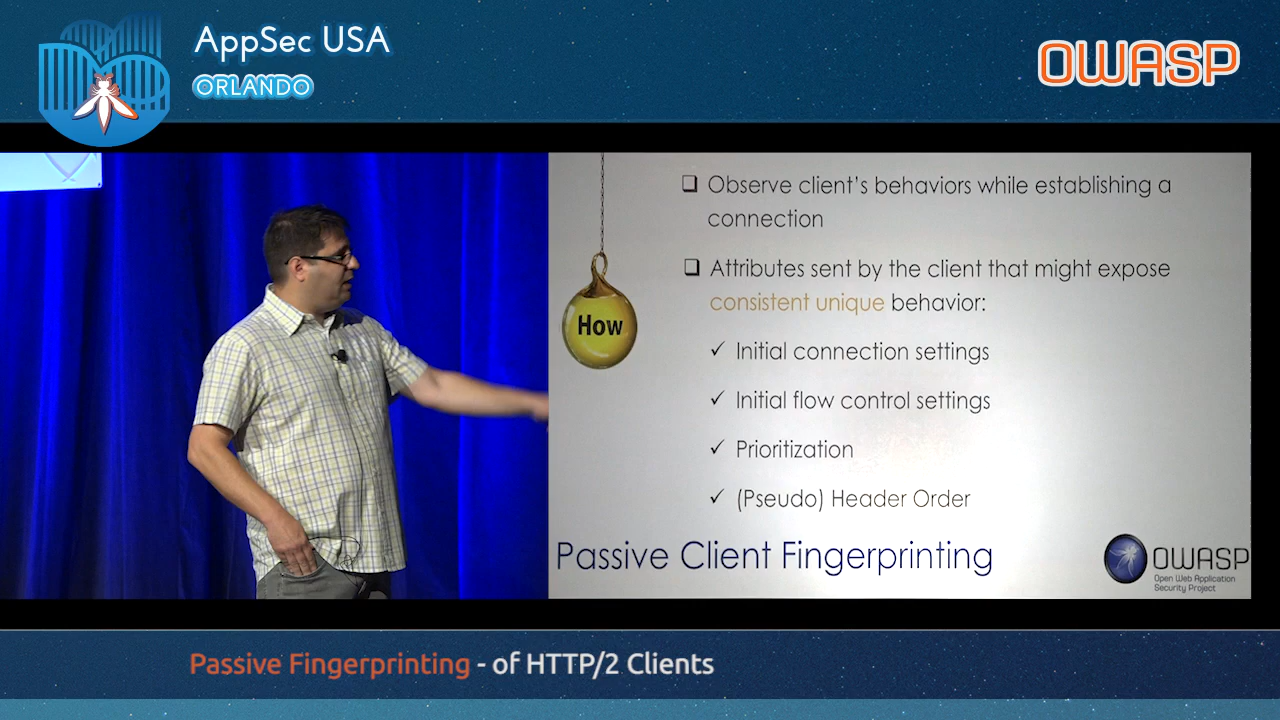 AppSec USA
ORLANDO
OWASP
Observe client's behaviors while establishing a
connection
Attributes sent by the client that might expose
consistent unique behavior:
How
Initial connection settings
Initial flow control settings
Prioritization
(Pseudo) Header Order
Passive Client Fingerprinting
OWASP
Open Web Application
Security Project
Passive Fingerprinting - of HTTP/2 Clients